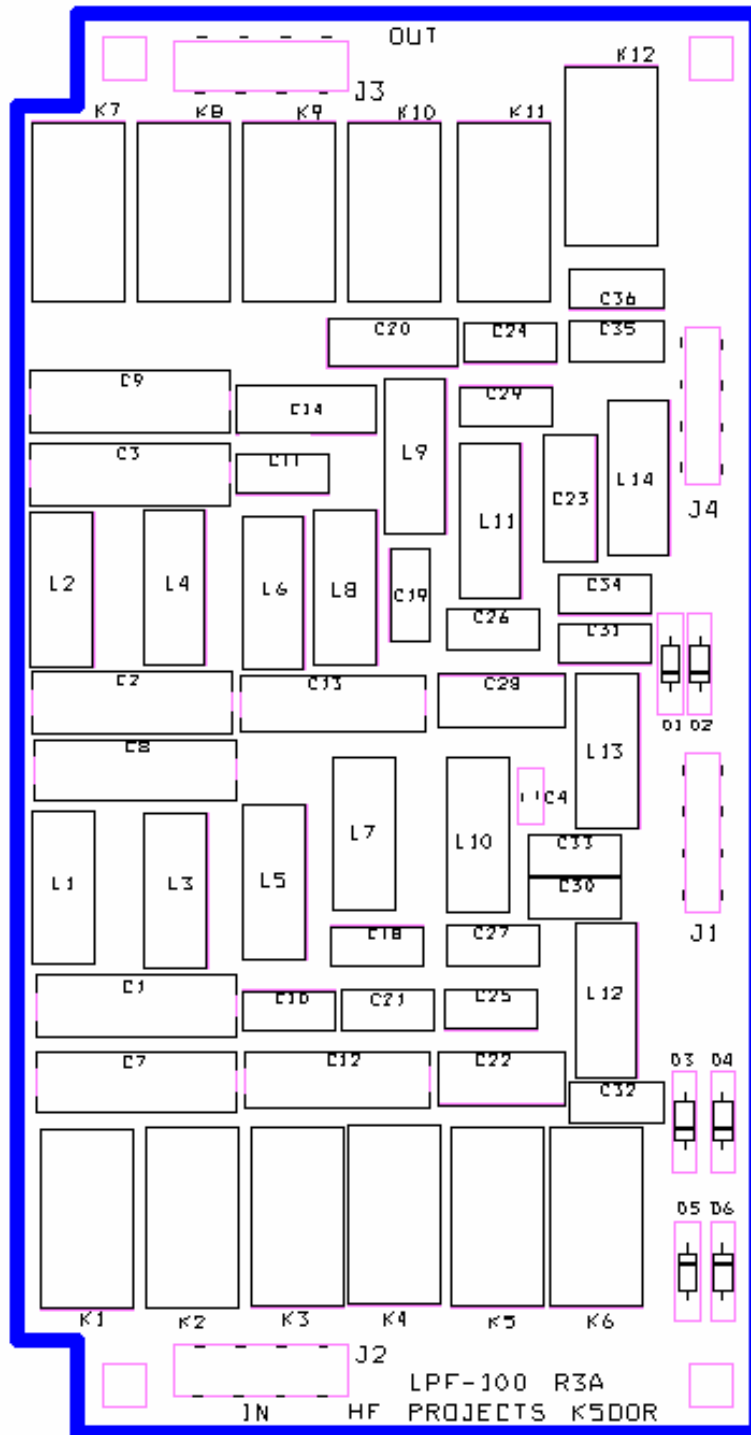 OUT
K12
J3
K7 K8 K9 K10 K11
C36
C20 C24 C35
C9
C14 C29
C3 C11
L9 L14
L11 C23
J4
L2 L4 L6 L8 C19 C34
C26 C31
C2 C13 C28
D1 D2
C8 L13
C4
L7 L10 C33
L1 L3 L5 C30
C18 C27 J1
C1 C10 C21 C25 L12
C7 C12 C22 D3 D4
C32
D5 D6
K1 K2 K3 K4 K5 K6
J2
LPF-100 R3A
IN HF PROJECTS K5DOR